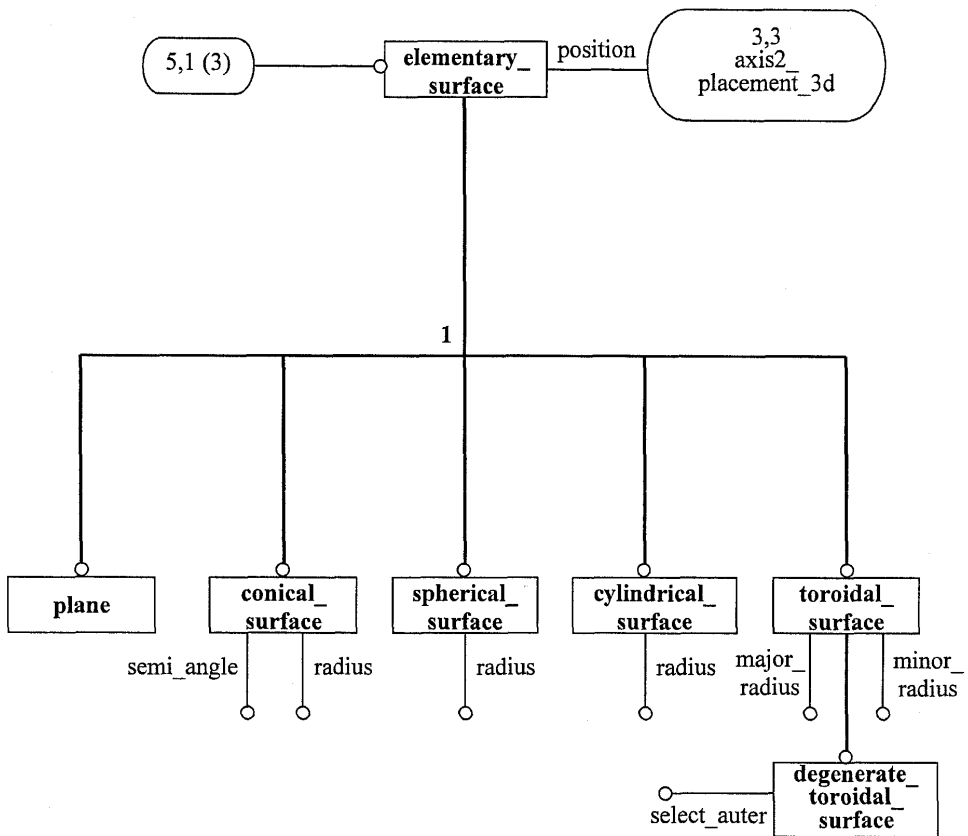 5,1 (3)
elementary_
surface
position
3,3
axis2_
placement_3d
1
plane
conical_
surface
spherical_
surface
cylindrical_
surface
toroidal_
surface
semi_angle
radius
radius
radius
major_
radius
minor_
radius
degenerate_
toroidal_
surface
select_auter